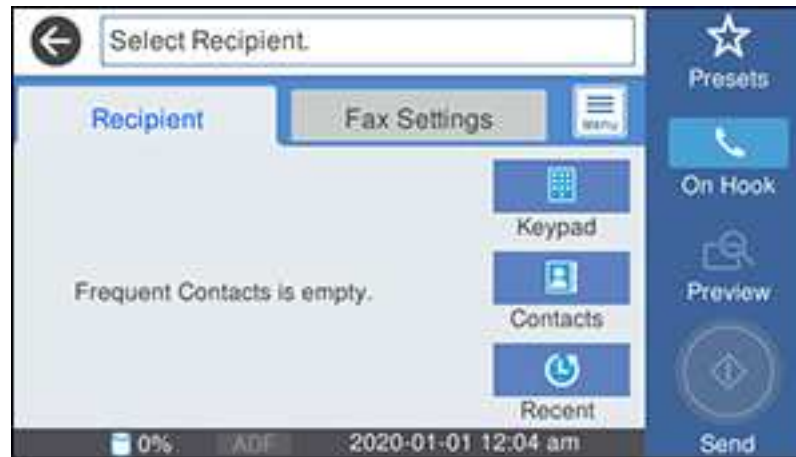 Select Recipient.
Presets
Recipient
Fax Settings
Menu
On Hook
Keypad
Preview
Frequent Contacts is empty.
Contacts
Recent
0%
ADF
2020-01-01 12:04 am
Send